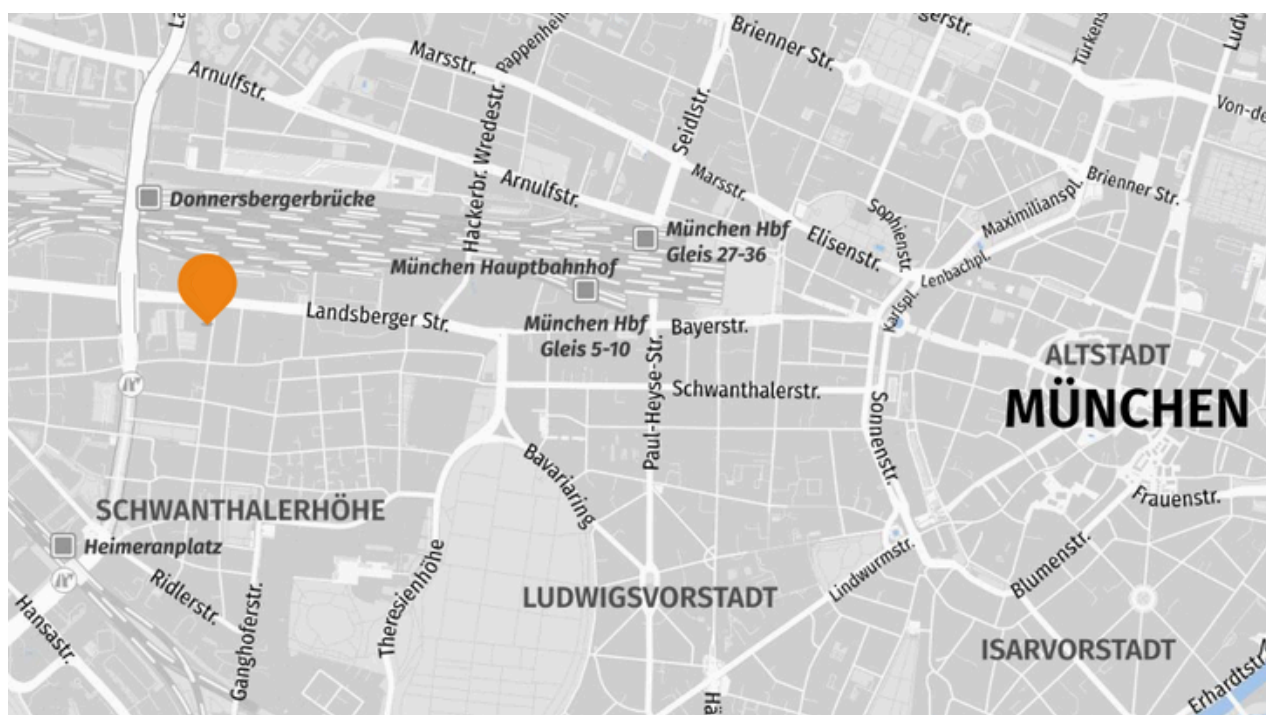 Brienner Str.
Marsstr.
Arnulfstr.
Seidlstr.
Hackerbr. Wredestr.
Marsstr.
Arnulfstr.
Donnersbergerbrücke
Brienner Str.
Maximianspl.
Sophienstr.
München Hbf
Gleis 27-36
Elisenstr.
Lenbachpl.
München Hauptbahnhof
Karlspl.
Landsberger Str.
München Hbf
Gleis 5-10
Bayerstr.
ALTSTADT
MÜNCHEN
Schwanthalerstr.
Paul-Heyse-Str.
Sonnenstr.
Bavariaring
SCHWANTHALERHÖHE
Frauenstr.
Heimeranplatz
Lindwurmstr.
Blumenstr.
Ridlerstr.
Theresienhöhe
LUDWIGSVORSTADT
Hansastr.
Ganghoferstr.
ISARVORSTADT